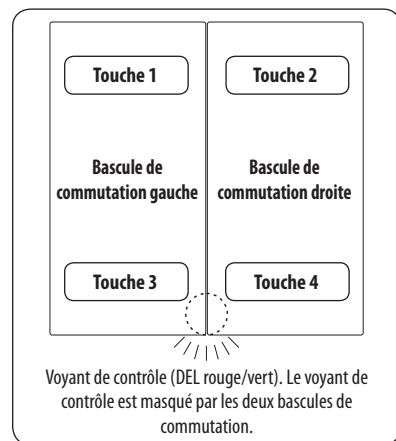 Touche 1
Touche 2
Bascule de
commutation gauche
Bascule de
commutation droite
Touche 3
Touche 4
Voyant de contrôle (DEL rouge/vert). Le voyant de
contrôle est masqué par les deux bascules de
commutation.